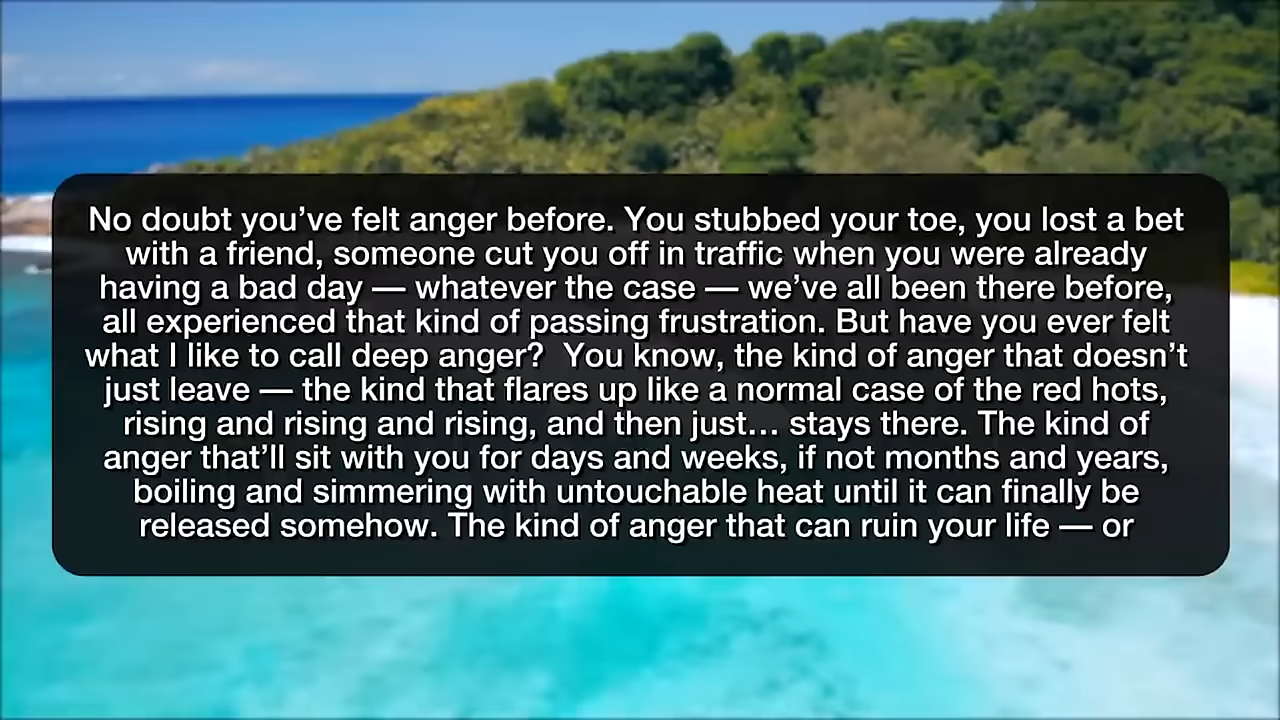 No doubt you’ve felt anger before. You stubbed your toe, you lost a bet
with a friend, someone cut you off in traffic when you were already
having a bad day — whatever the case — we’ve all been there before,
all experienced that kind of passing frustration. But have you ever felt
what I like to call deep anger?  You know, the kind of anger that doesn’t
just leave — the kind that flares up like a normal case of the red hots,
rising and rising and rising, and then just... stays there. The kind of
anger that’ll sit with you for days and weeks, if not months and years,
boiling and simmering with untouchable heat until it can finally be
released somehow. The kind of anger that can ruin your life — or